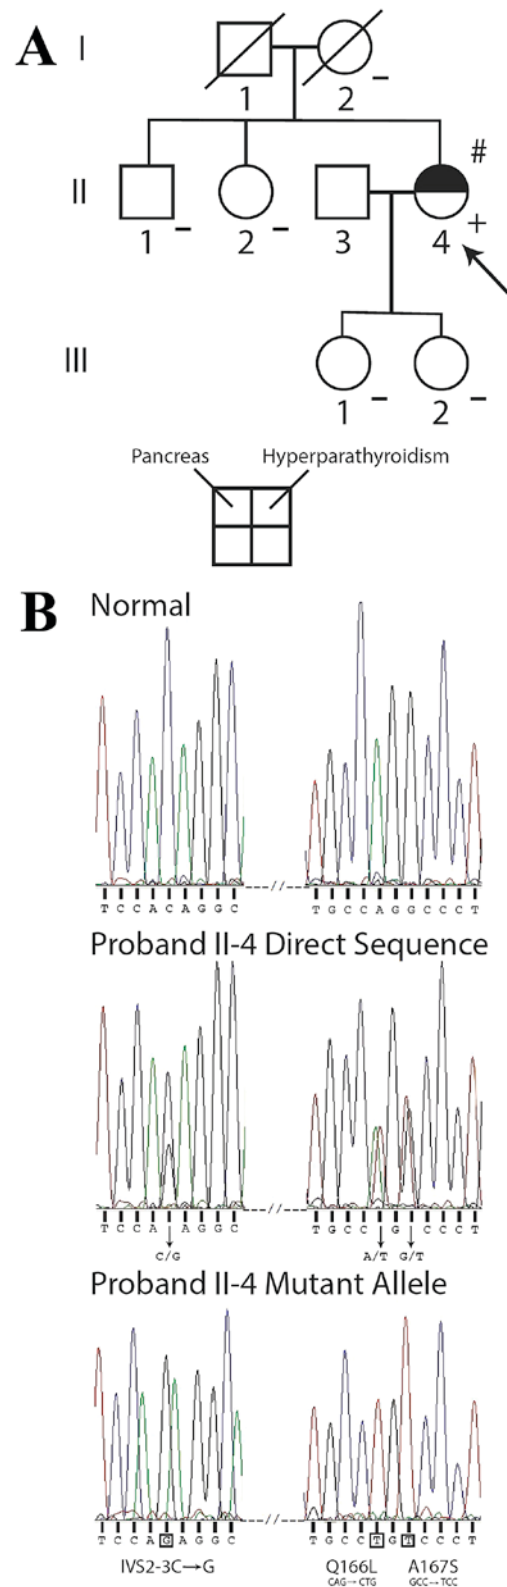 A
I
1
2 -
#
II
1 -
2 -
3
4 +
III
1 -
2 -
Pancreas Hyperparathyroidism
B
Normal
T C C A C A G G C --//-- T G C C A G G C C C T
Proband II-4 Direct Sequence
T C C A A G G C --//-- T G C C G C C C T
C/G A/T G/T
Proband II-4 Mutant Allele
T C C A G A G G C --//-- T G C C T G T C C C T
IVS2-3C→G Q166L A167S
CAG→CTG GCC→TCC